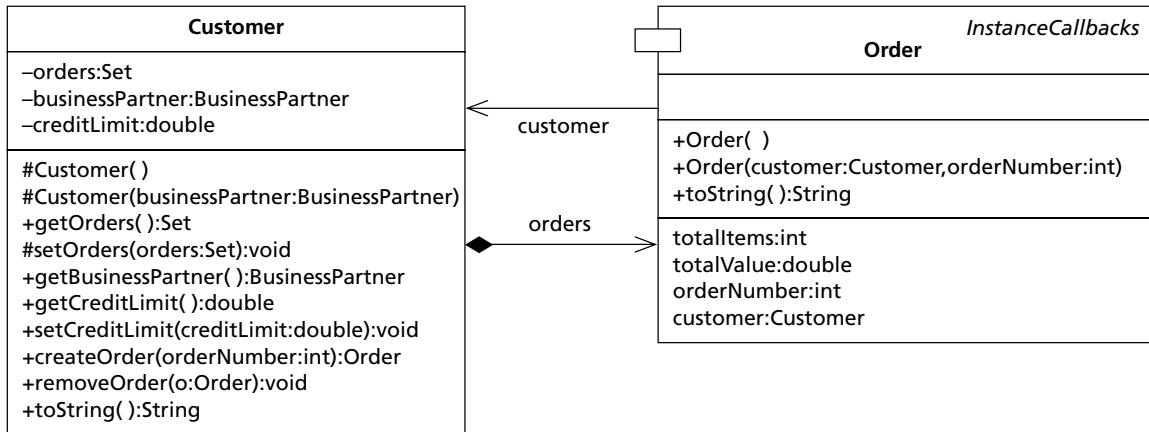 Customer
–orders:Set
–businessPartner:BusinessPartner
–creditLimit:double
#Customer( )
#Customer(businessPartner:BusinessPartner)
+getOrders( ):Set
#setOrders(orders:Set):void
+getBusinessPartner( ):BusinessPartner
+getCreditLimit( ):double
+setCreditLimit(creditLimit:double):void
+createOrder(orderNumber:int):Order
+removeOrder(o:Order):void
+toString( ):String
customer
orders
InstanceCallbacks
Order
+Order( )
+Order(customer:Customer,orderNumber:int)
+toString( ):String
totalItems:int
totalValue:double
orderNumber:int
customer:Customer